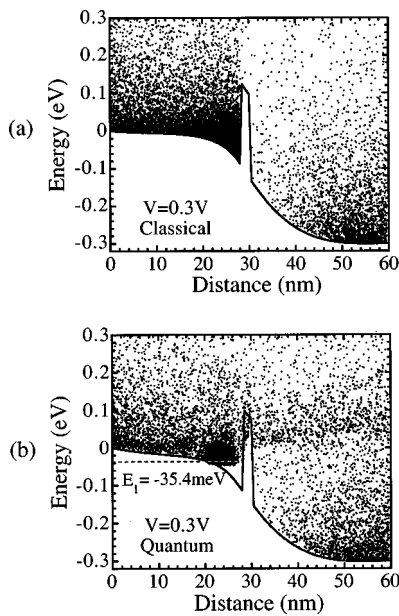 0.3
0.2
0.1
0
-0.1
-0.2
-0.3
Energy (eV)
(a)
V=0.3V
Classical
0 10 20 30 40 50 60
Distance (nm)
0.3
0.2
0.1
0
-0.1
-0.2
-0.3
Energy (eV)
(b)
E1= -35.4meV
V=0.3V
Quantum
0 10 20 30 40 50 60
Distance (nm)